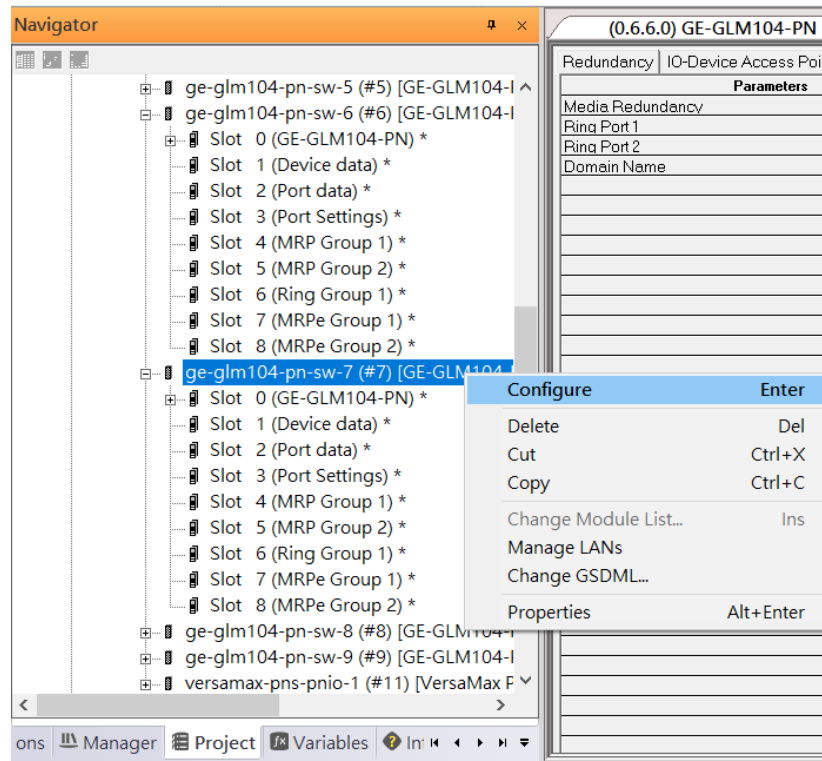 Navigator
ge-glm104-pn-sw-5 (#5) [GE-GLM104-
ge-glm104-pn-sw-6 (#6) [GE-GLM104-
Slot 0 (GE-GLM104-PN) *
Slot 1 (Device data) *
Slot 2 (Port data) *
Slot 3 (Port Settings) *
Slot 4 (MRP Group 1) *
Slot 5 (MRP Group 2) *
Slot 6 (Ring Group 1) *
Slot 7 (MRPe Group 1) *
Slot 8 (MRPe Group 2) *
ge-glm104-pn-sw-7 (#7) [GE-GLM104-
Slot 0 (GE-GLM104-PN) *
Slot 1 (Device data) *
Slot 2 (Port data) *
Slot 3 (Port Settings) *
Slot 4 (MRP Group 1) *
Slot 5 (MRP Group 2) *
Slot 6 (Ring Group 1) *
Slot 7 (MRPe Group 1) *
Slot 8 (MRPe Group 2) *
ge-glm104-pn-sw-8 (#8) [GE-GLM104-
ge-glm104-pn-sw-9 (#9) [GE-GLM104-
versamax-pns-pnio-1 (#11) [VersaMax P
ons Manager Project Variables In
(0.6.6.0) GE-GLM104-PN
Redundancy IO-Device Access Poi
Parameters
Media Redundancy
Ring Port 1
Ring Port 2
Domain Name
Configure Enter
Delete Del
Cut Ctrl+X
Copy Ctrl+C
Change Module List... Ins
Manage LANs
Change GSDML...
Properties Alt+Enter